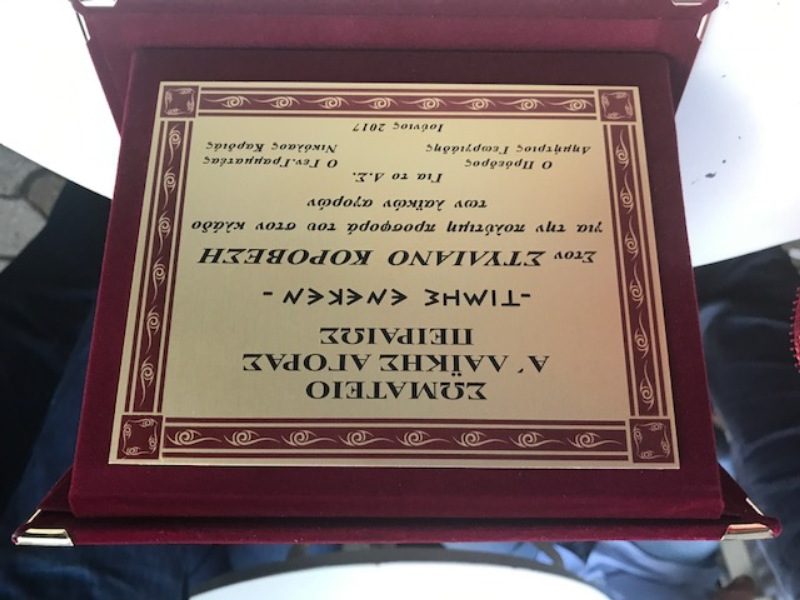 ΣΩΜΑΤΕΙΟ
Α΄ ΛΑΪΚΗΣ ΑΓΟΡΑΣ
ΠΕΙΡΑΙΩΣ
-ΤΙΜΗΣ ΕΝΕΚΕΝ-
Στον ΣΤΥΛΙΑΝΟ ΚΟΡΟΒΕΣΗ
για την πολύτιμη προσφορά του στον κλάδο
των λαϊκών αγορών
Για το Δ.Σ.
Ο Πρόεδρος Ο Γεν.Γραμματέας
Δημήτριος Γεωργιάδης Νικόλαος Καρδιάς
Ιούνιος 2017